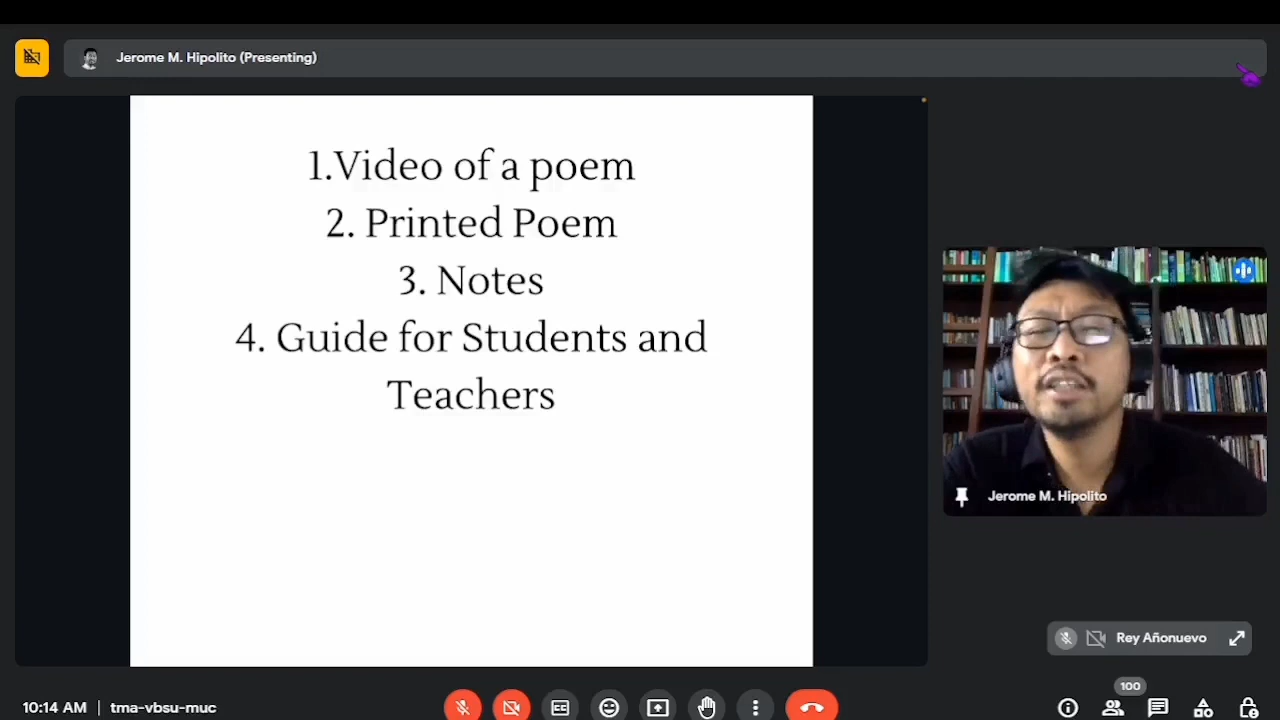 Jerome M. Hipolito (Presenting)
1.Video of a poem
2. Printed Poem
3. Notes
4. Guide for Students and
Teachers
Jerome M. Hipolito
Rey Añonuevo
100
10:14 AM | tma-vbsu-muc